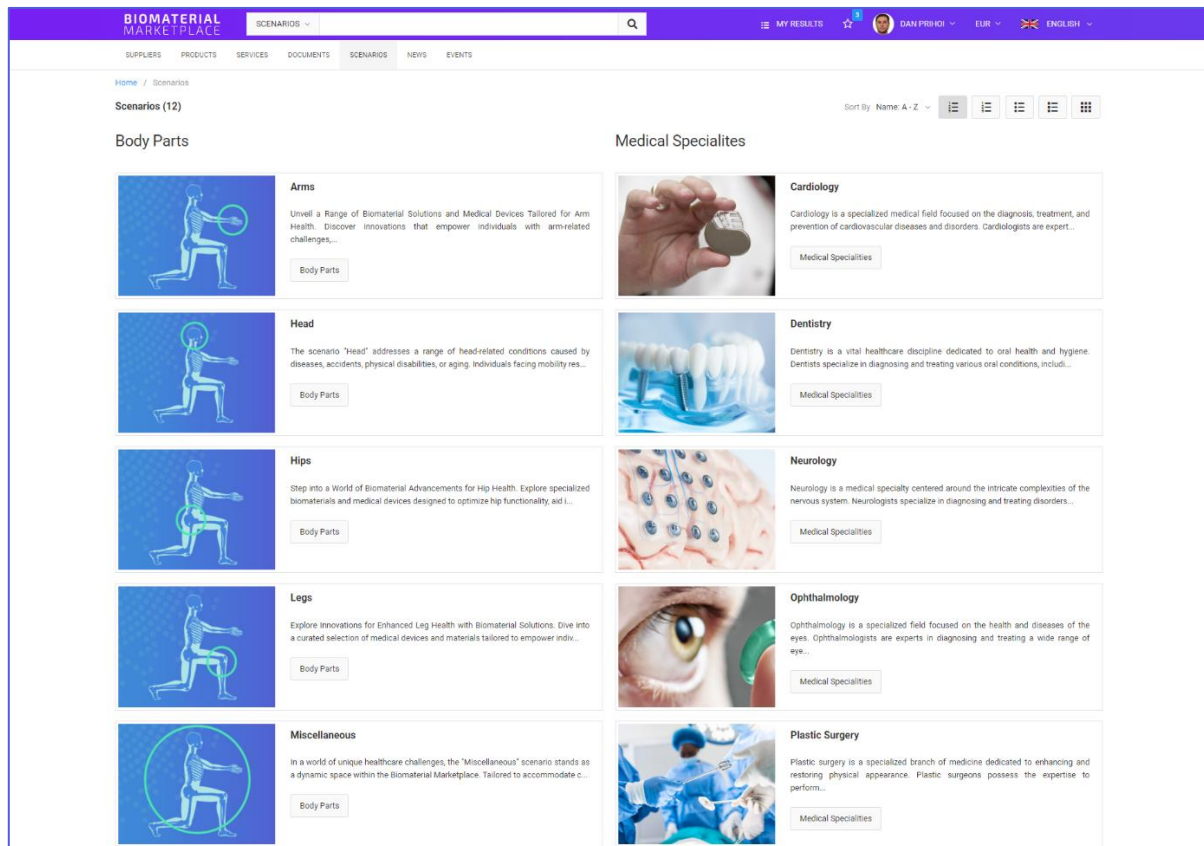 BIOMATERIAL
MARKETPLACE
SCENARIOS
MY RESULTS
3
DAN PRIHOI
EUR
ENGLISH
SUPPLIERS PRODUCTS SERVICES DOCUMENTS SCENARIOS NEWS EVENTS
Home / Scenarios
Scenarios (12)
Sort By Name: A - Z
Body Parts
Arms
Unveil a Range of Biomaterial Solutions and Medical Devices Tailored for Arm
Health. Discover innovations that empower individuals with arm-related
challenges,...
Body Parts
Head
The scenario "Head" addresses a range of head-related conditions caused by
diseases, accidents, physical disabilities, or aging. Individuals facing mobility res...
Body Parts
Hips
Step into a World of Biomaterial Advancements for Hip Health. Explore specialized
biomaterials and medical devices designed to optimize hip functionality, aid i...
Body Parts
Legs
Explore Innovations for Enhanced Leg Health with Biomaterial Solutions. Dive into
a curated selection of medical devices and materials tailored to empower indiv...
Body Parts
Miscellaneous
In a world of unique healthcare challenges, the "Miscellaneous" scenario stands as
a dynamic space within the Biomaterial Marketplace. Tailored to accommodate c...
Body Parts
Medical Specialites
Cardiology
Cardiology is a specialized medical field focused on the diagnosis, treatment, and
prevention of cardiovascular diseases and disorders. Cardiologists are expert...
Medical Specialities
Dentistry
Dentistry is a vital healthcare discipline dedicated to oral health and hygiene.
Dentists specialize in diagnosing and treating various oral conditions, includi...
Medical Specialities
Neurology
Neurology is a medical specialty centered around the intricate complexities of the
nervous system. Neurologists specialize in diagnosing and treating disorders...
Medical Specialities
Ophthalmology
Ophthalmology is a specialized field focused on the health and diseases of the
eyes. Ophthalmologists are experts in diagnosing and treating a wide range of
eye...
Medical Specialities
Plastic Surgery
Plastic surgery is a specialized branch of medicine dedicated to enhancing and
restoring physical appearance. Plastic surgeons possess the expertise to
perform...
Medical Specialities